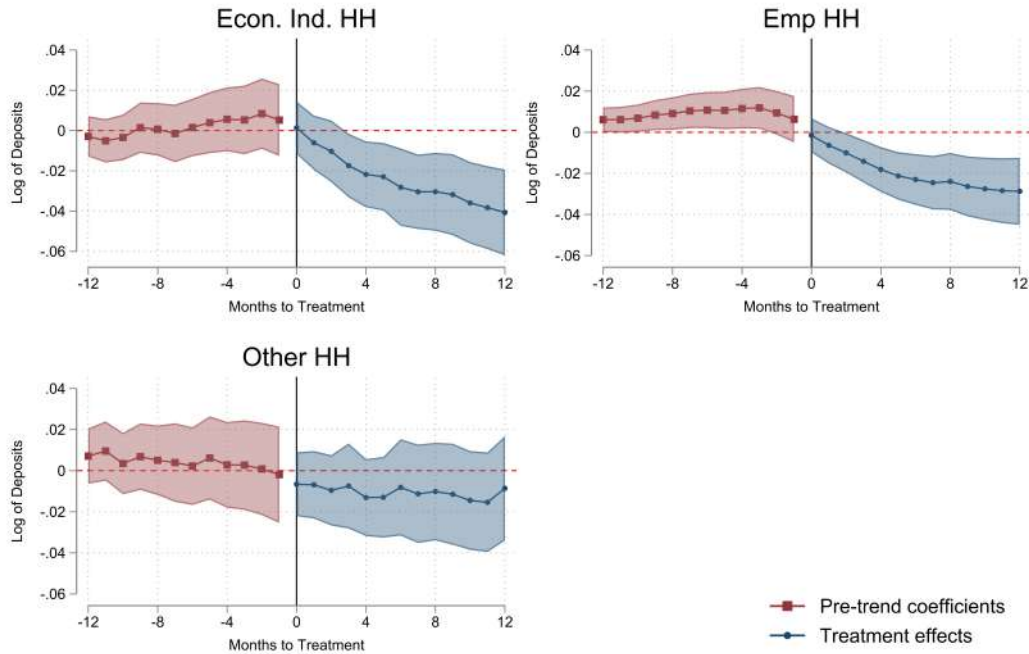 Econ. Ind. HH
.04
.02
0
-.02
-.04
-.06
Log of Deposits
-12 -8 -4 0 4 8 12
Months to Treatment
Emp HH
.04
.02
0
-.02
-.04
-.06
Log of Deposits
-12 -8 -4 0 4 8 12
Months to Treatment
Other HH
.04
.02
0
-.02
-.04
-.06
Log of Deposits
-12 -8 -4 0 4 8 12
Months to Treatment
Pre-trend coefficients
Treatment effects